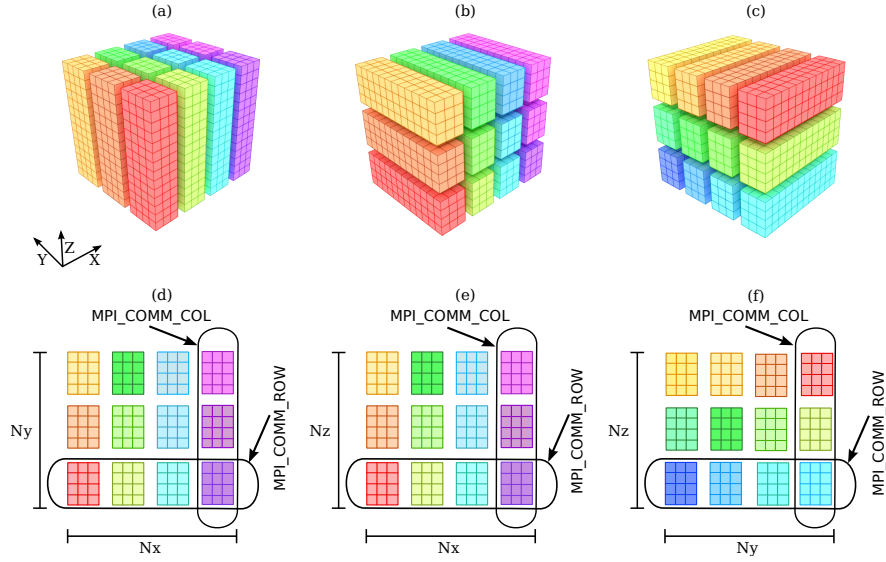 (a)
(b)
(c)
Z
Y
X
(d)
(e)
(f)
MPI_COMM_COL
MPI_COMM_COL
MPI_COMM_COL
Ny
MPI_COMM_ROW
Nz
MPI_COMM_ROW
Nz
MPI_COMM_ROW
Nx
Nx
Ny